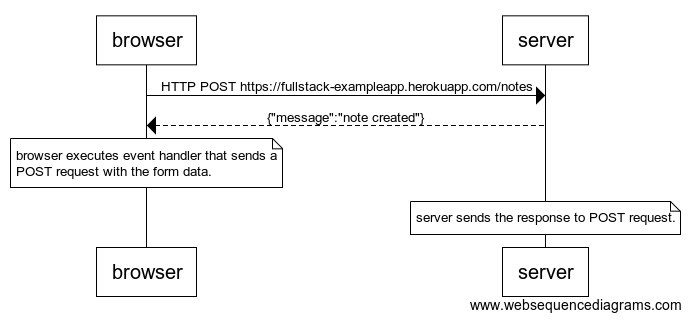 browser
server
HTTP POST https://fullstack-exampleapp.herokuapp.com/notes
{"message":"note created"}
browser executes event handler that sends a
POST request with the form data.
server sends the response to POST request.
browser
server
www.websequencediagrams.com